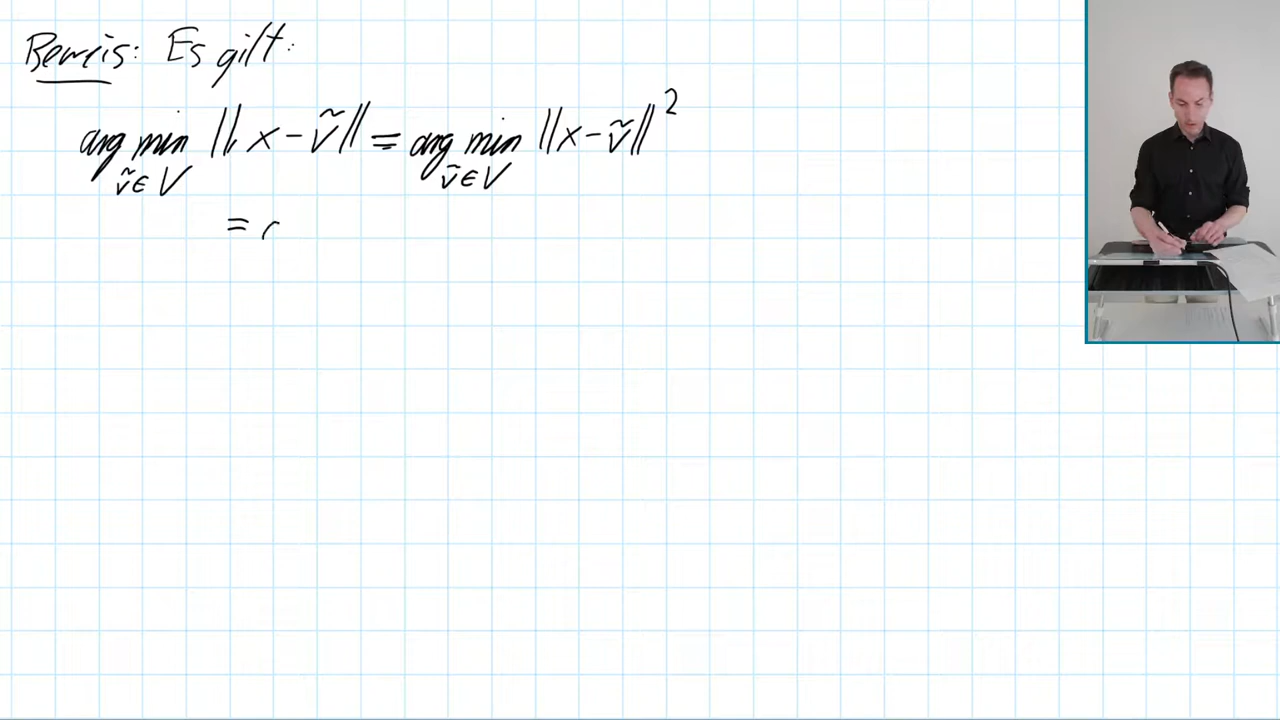 Beweis: Es gilt:
arg min ‖x − ṽ‖ = arg min ‖x − ṽ‖²
ṽ ∈ V ṽ ∈ V
=